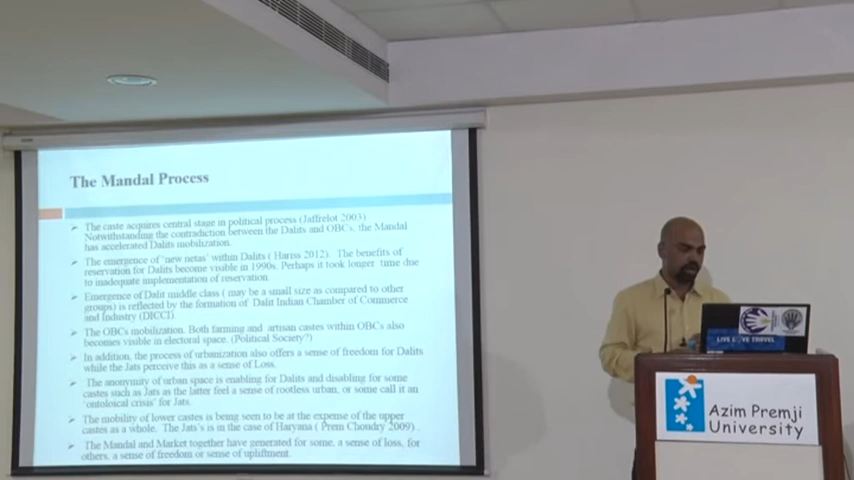 The Mandal Process
The caste acquires central stage in political process (Jaffrelot 2003)
Notwithstanding the contradiction between the Dalits and OBCs, the Mandal
has accelerated Dalits mobilization.
The emergence of 'new netas' within Dalits ( Hariss 2012). The benefits of
reservation for Dalits become visible in 1990s. Perhaps it took longer time due
to inadequate implementation of reservation.
Emergence of Dalit middle class ( may be a small size as compared to other
groups) is reflected by the formation of Dalit Indian Chamber of Commerce
and Industry (DICCI)
The OBCs mobilization. Both farming and artisan castes within OBCs also
becomes visible in electoral space. (Political Society?)
In addition, the process of urbanization also offers a sense of freedom for Dalits
while the Jats perceive this as a sense of Loss.
The anonymity of urban space is enabling for Dalits and disabling for some
castes such as Jats as the latter feel a sense of rootless urban, or some call it an
'ontoloical crisis' for Jats.
The mobility of lower castes is being seen to be at the expense of the upper
castes as a whole. The Jats's is in the case of Haryana ( Prem Choudry 2009) .
The Mandal and Market together have generated for some, a sense of loss, for
others, a sense of freedom or sense of upliftment.
LIVE LOVE TRAVEL
Azim Premji
University